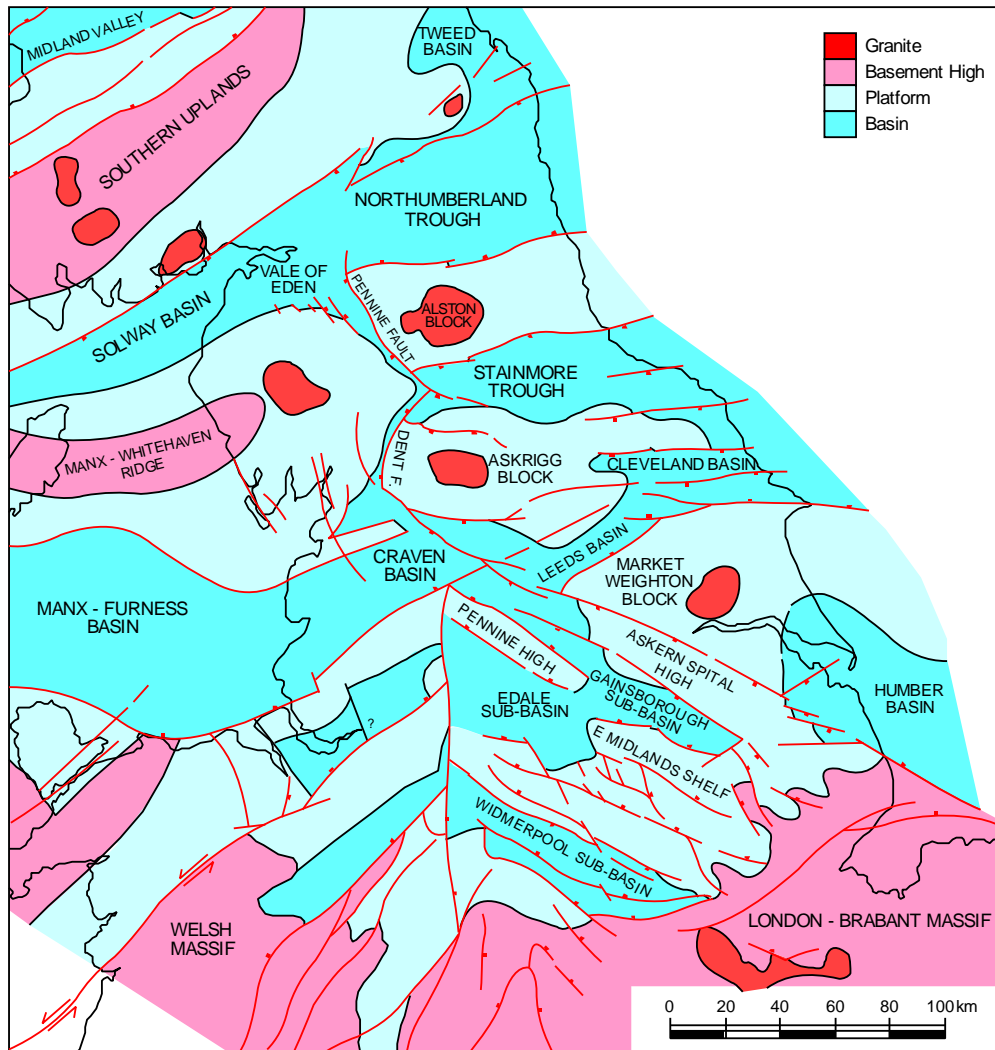 MIDLAND VALLEY
TWEED
BASIN
Granite
Basement High
Platform
Basin
SOUTHERN UPLANDS
NORTHUMBERLAND
TROUGH
VALE OF
EDEN
SOLWAY BASIN
PENNINE FAULT
ALSTON
BLOCK
STAINMORE
TROUGH
MANX - WHITEHAVEN
RIDGE
DENT F.
ASKRIGG
BLOCK
CLEVELAND BASIN
LEEDS BASIN
CRAVEN
BASIN
MARKET
WEIGHTON
BLOCK
MANX - FURNESS
BASIN
PENNINE HIGH
ASKERN SPITAL
HIGH
GAINSBOROUGH
SUB-BASIN
EDALE
SUB-BASIN
HUMBER
BASIN
?
E MIDLANDS SHELF
WIDMERPOOL SUB-BASIN
WELSH
MASSIF
LONDON - BRABANT MASSIF
0 20 40 60 80 100 km